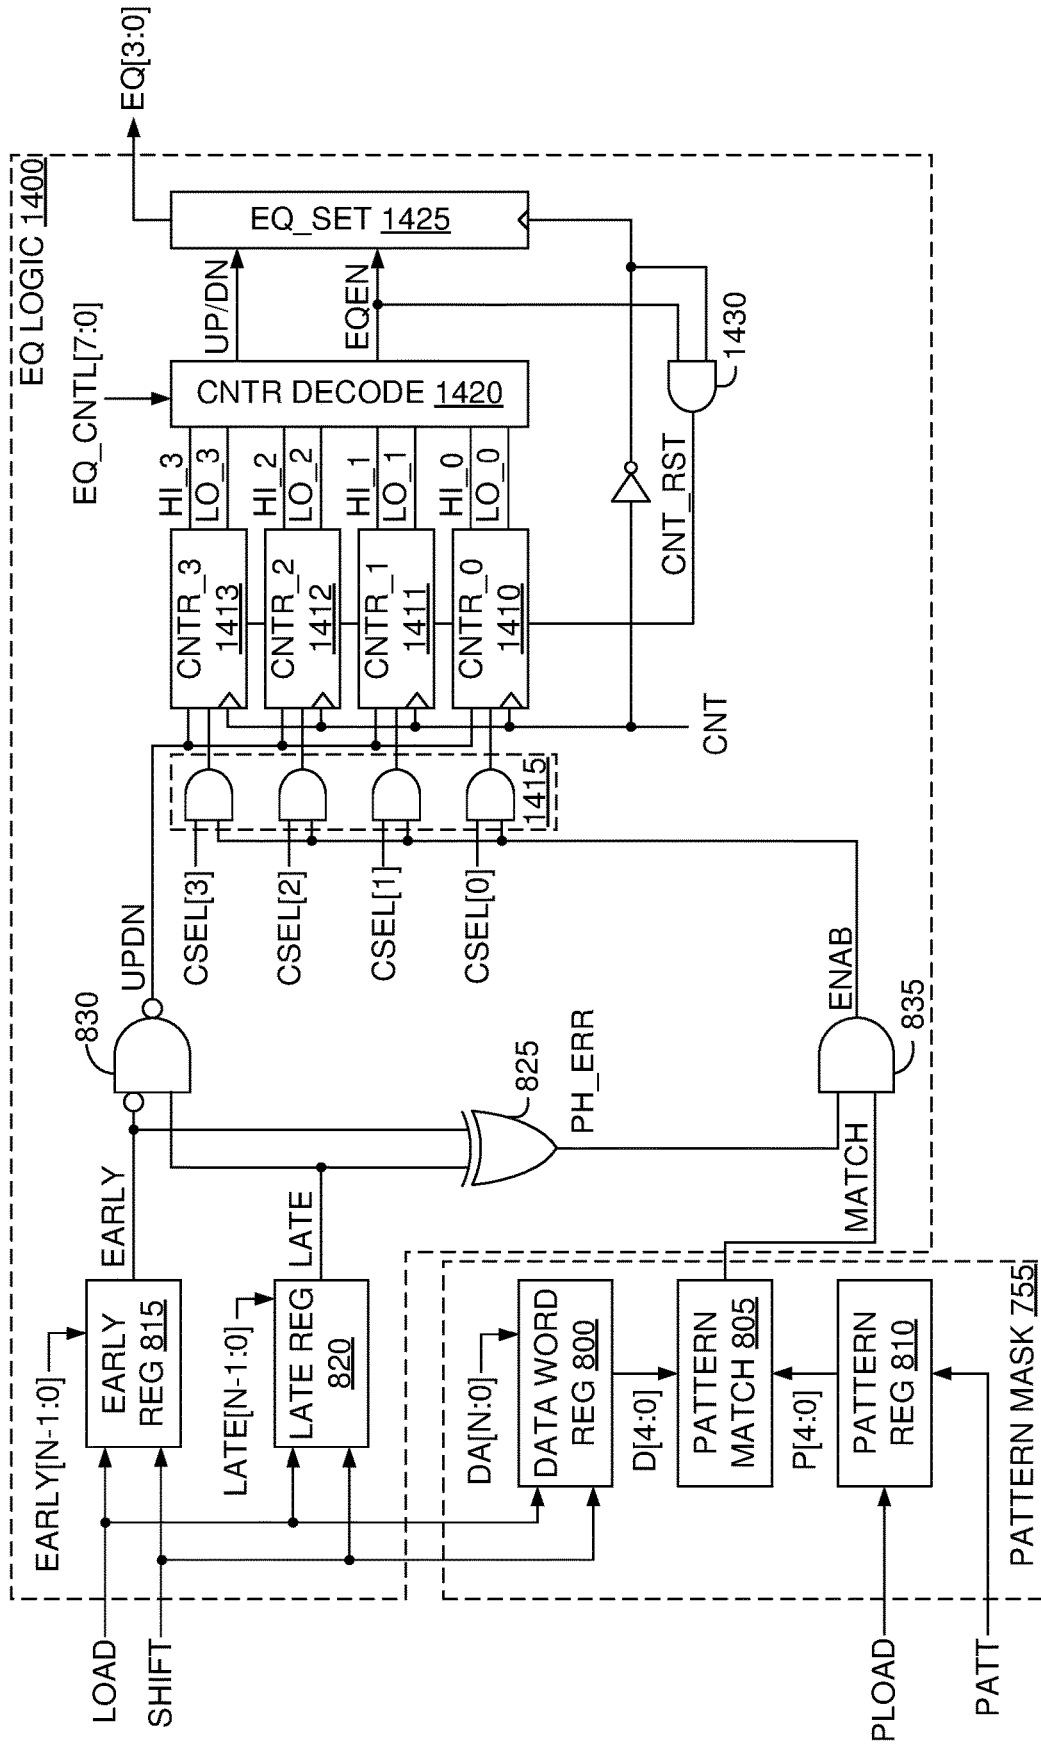 EQ[3:0]
EQ LOGIC 1400
EQ_SET 1425
UP/DN
EQEN
1430
EQ_CNTL[7:0]
CNTR DECODE 1420
HI_3
LO_3
HI_2
LO_2
HI_1
LO_1
HI_0
LO_0
CNT_RST
CNTR_3
1413
CNTR_2
1412
CNTR_1
1411
CNTR_0
1410
CNT
1415
CSEL[3]
CSEL[2]
CSEL[1]
CSEL[0]
UPDN
830
ENAB
835
825
PH_ERR
EARLY
LATE
MATCH
EARLY[N-1:0]
EARLY
REG 815
LATE[N-1:0]
LATE REG
820
DA[N:0]
DATA WORD
REG 800
D[4:0]
PATTERN
MATCH 805
P[4:0]
PATTERN
REG 810
PATTERN MASK 755
LOAD
SHIFT
PLOAD
PATT